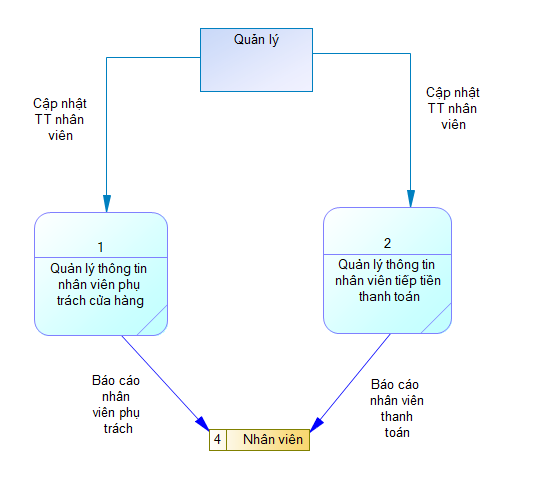 Quản lý
Cập nhật
TT nhân
viên
Cập nhật
TT nhân
viên
1
Quản lý thông tin
nhân viên phụ
trách cửa hàng
2
Quản lý thông tin
nhân viên tiếp tiền
thanh toán
Báo cáo
nhân
viên phụ
trách
Báo cáo
nhân viên
thanh
toán
4 Nhân viên